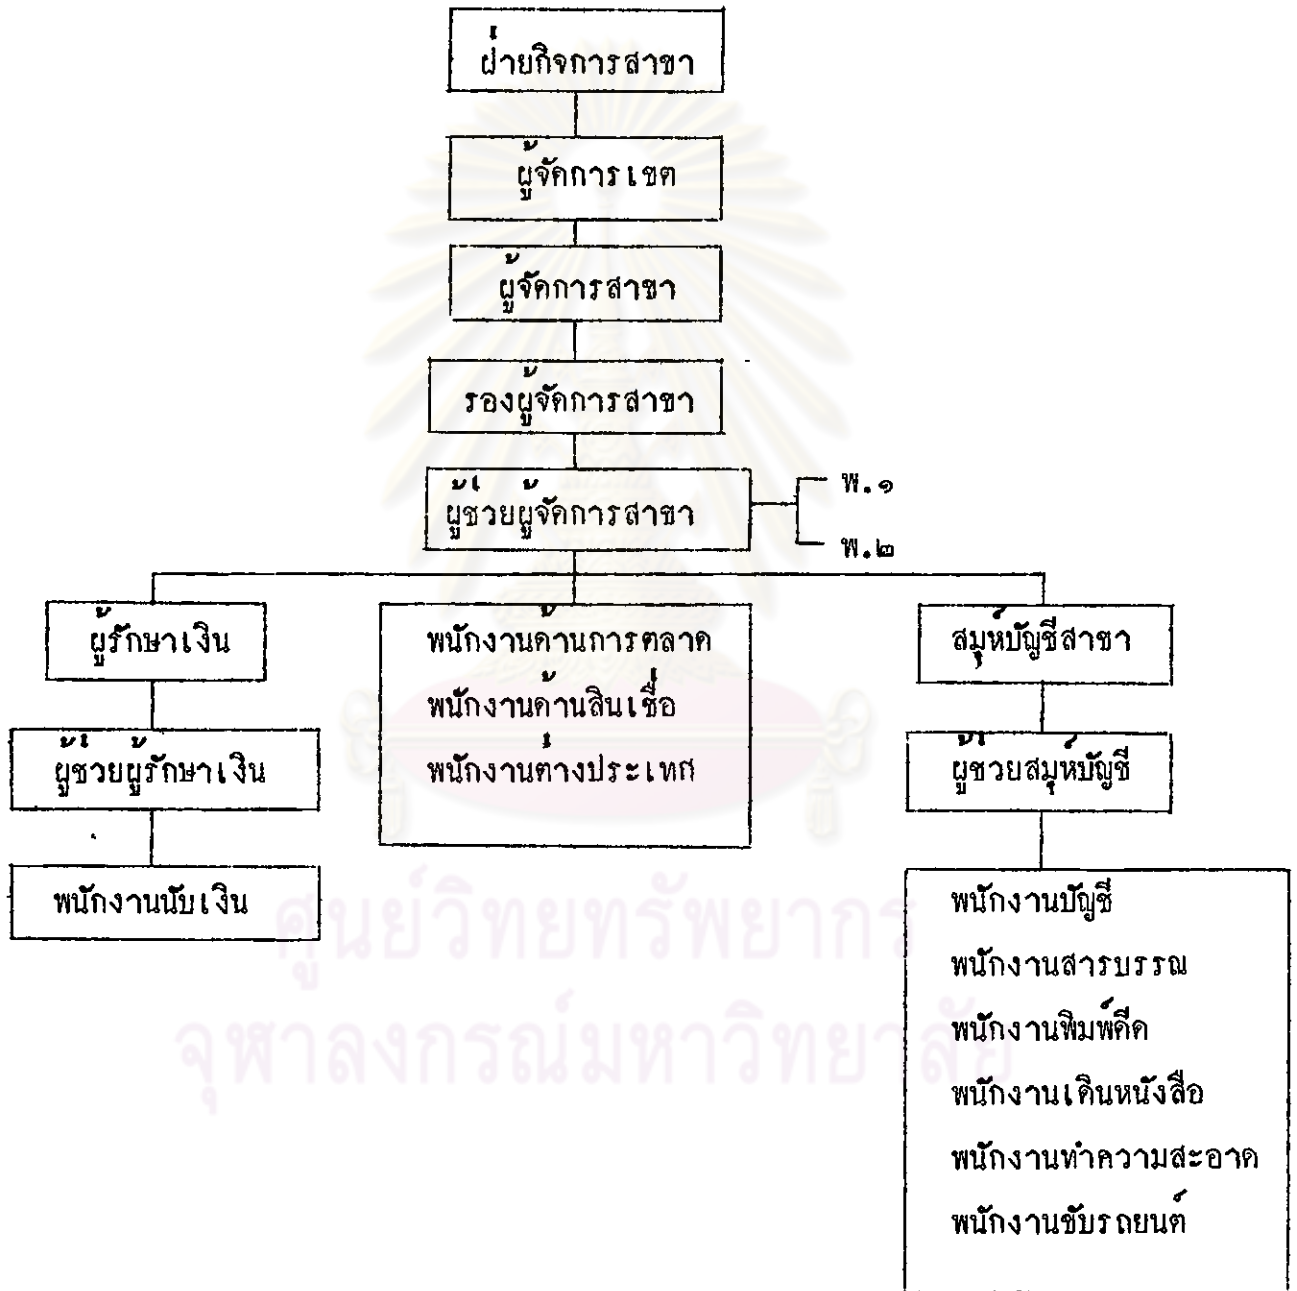 ฝ่ายกิจการสาขา
ผู้จัดการเขต
ผู้จัดการสาขา
รองผู้จัดการสาขา
ผู้ช่วยผู้จัดการสาขา
พ.๑
พ.๒
ผู้รักษาเงิน
ผู้ช่วยผู้รักษาเงิน
พนักงานนับเงิน
พนักงานด้านการตลาด
พนักงานด้านสินเชื่อ
พนักงานต่างประเทศ
สมุห์บัญชีสาขา
ผู้ช่วยสมุห์บัญชี
พนักงานบัญชี
พนักงานสารบรรณ
พนักงานพิมพ์ดีด
พนักงานเดินหนังสือ
พนักงานทำความสะอาด
พนักงานขับรถยนต์
ศูนย์วิทยทรัพยากร
จุฬาลงกรณ์มหาวิทยาลัย